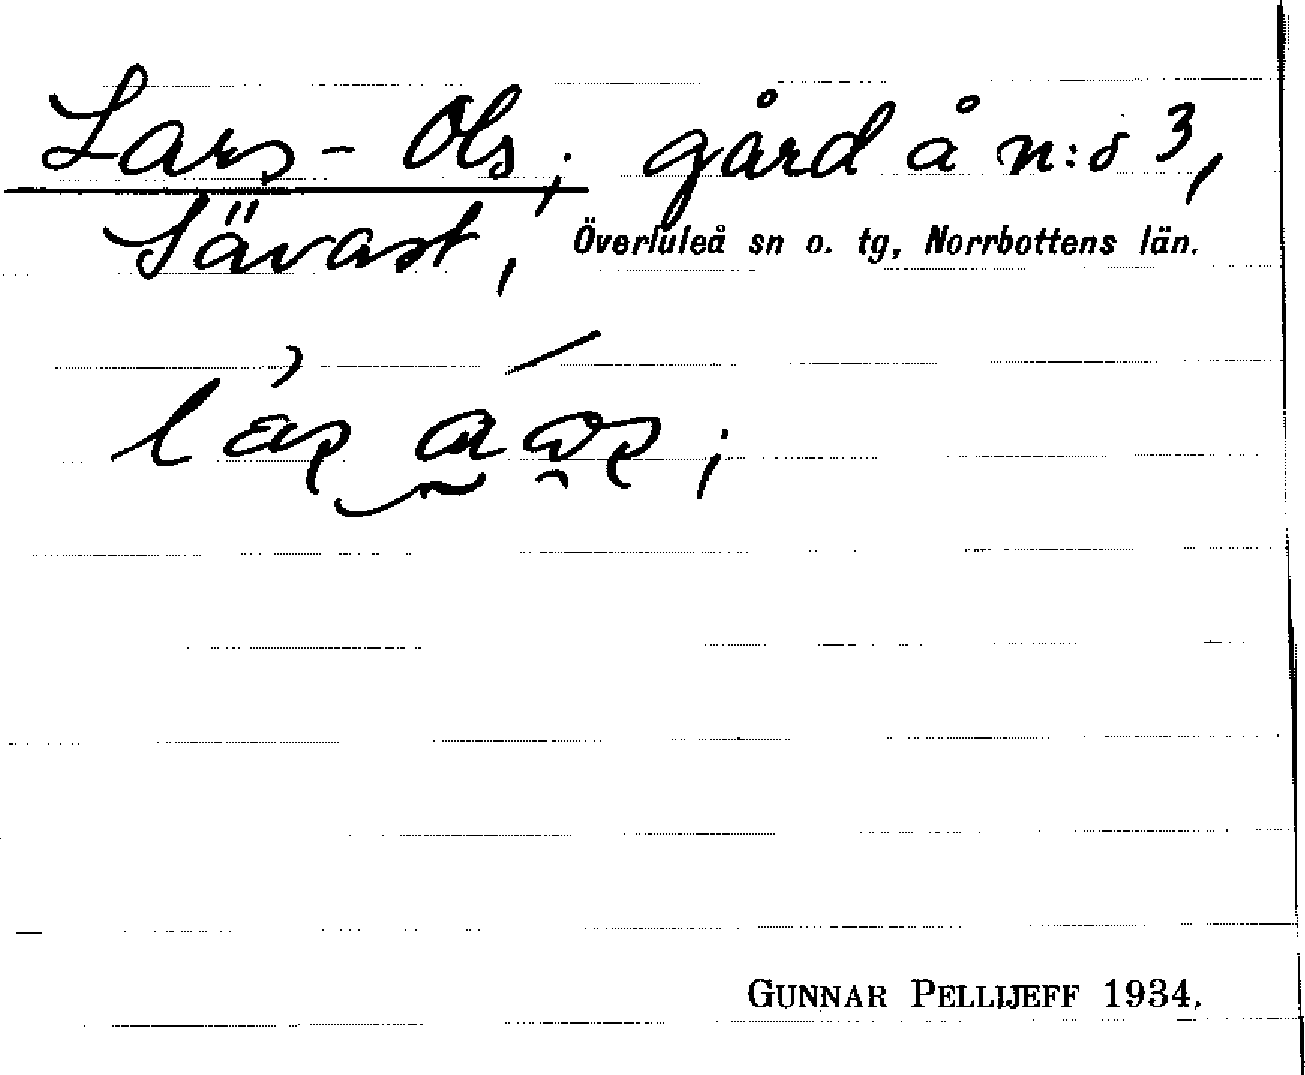 Lars-Ols; gård å n:o 3,
Sävast, Överluleå sn o. tg, Norrbottens län.
GUNNAR PELLIJEFF 1934.